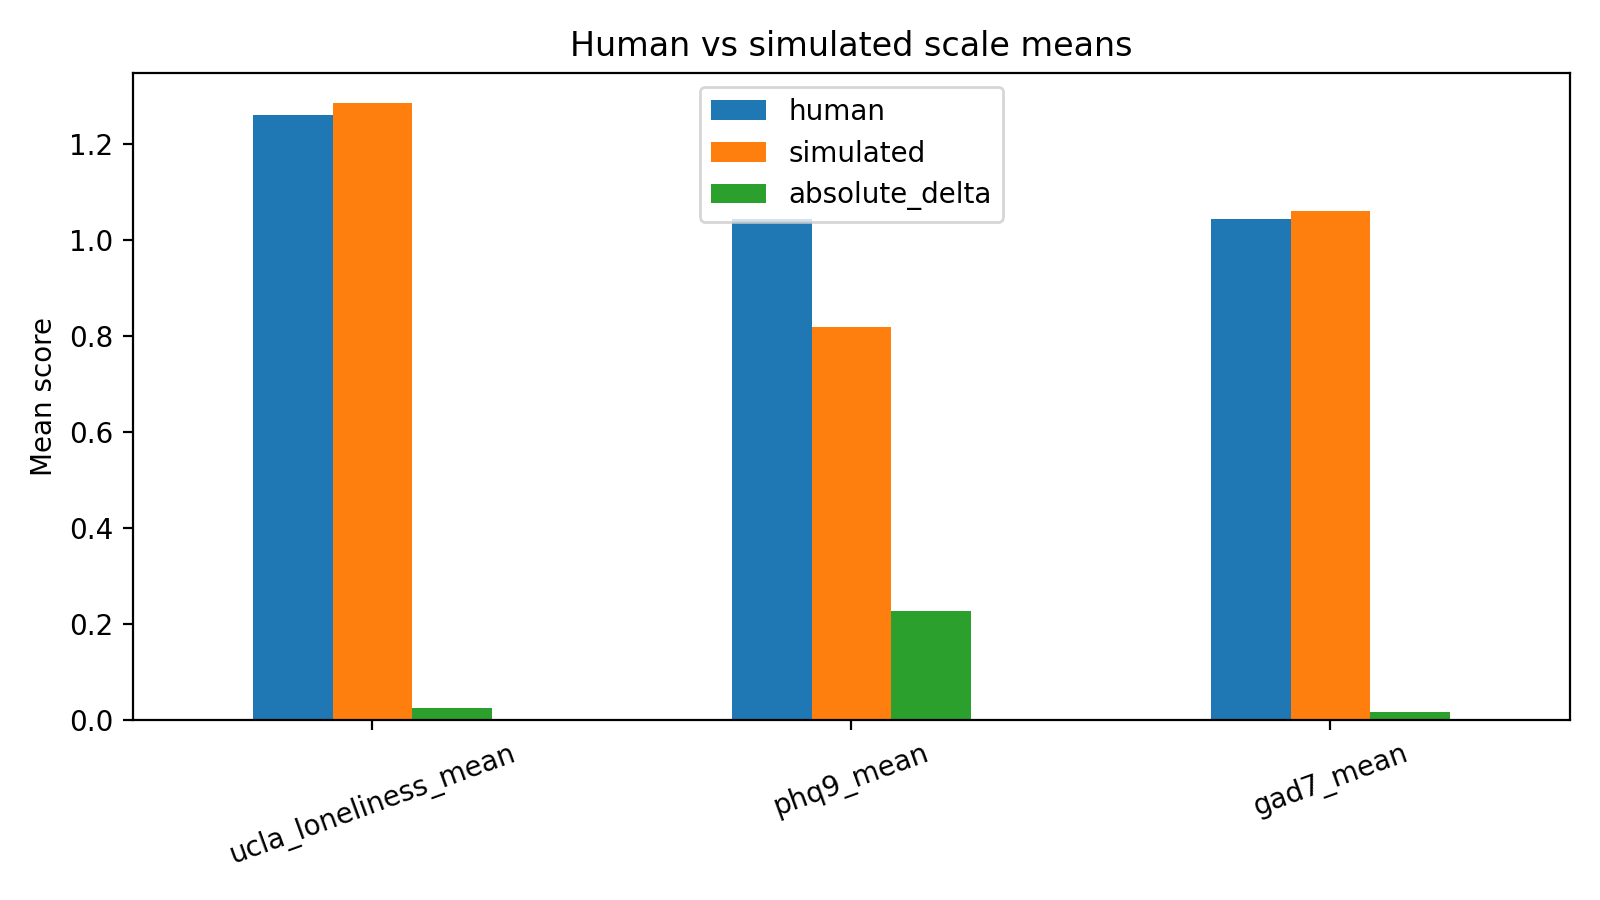 Human vs simulated scale means
human
simulated
absolute_delta
Mean score
1.2
1.0
0.8
0.6
0.4
0.2
0.0
ucla_loneliness_mean
phq9_mean
gad7_mean